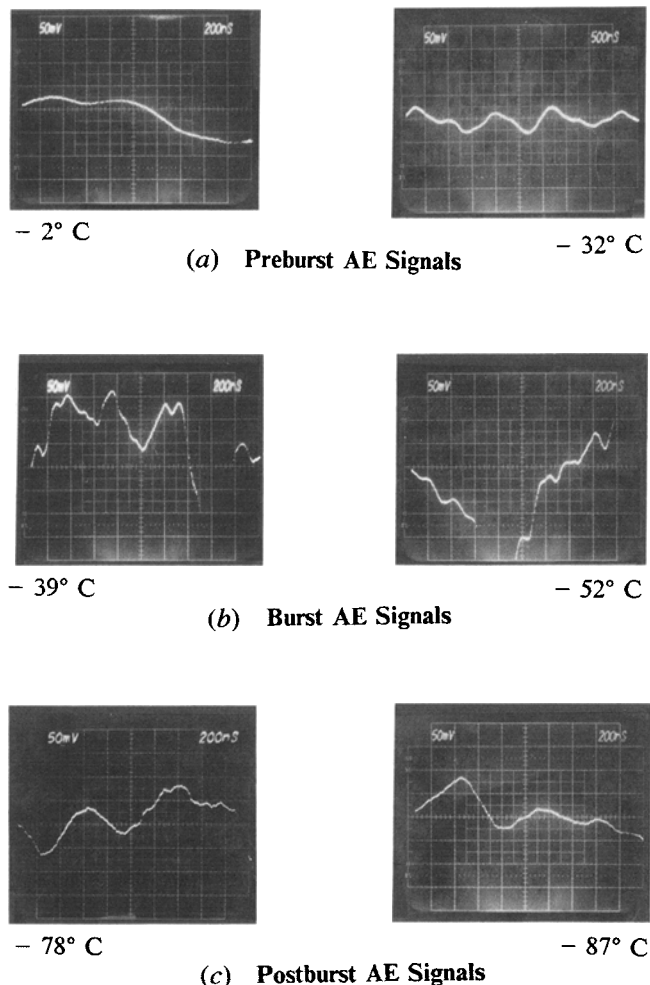 50mV 200nS
50mV 500nS
− 2° C
− 32° C
(a) Preburst AE Signals
50mV 200nS
50mV 200nS
− 39° C
− 52° C
(b) Burst AE Signals
50mV 200nS
50mV 200nS
− 78° C
− 87° C
(c) Postburst AE Signals